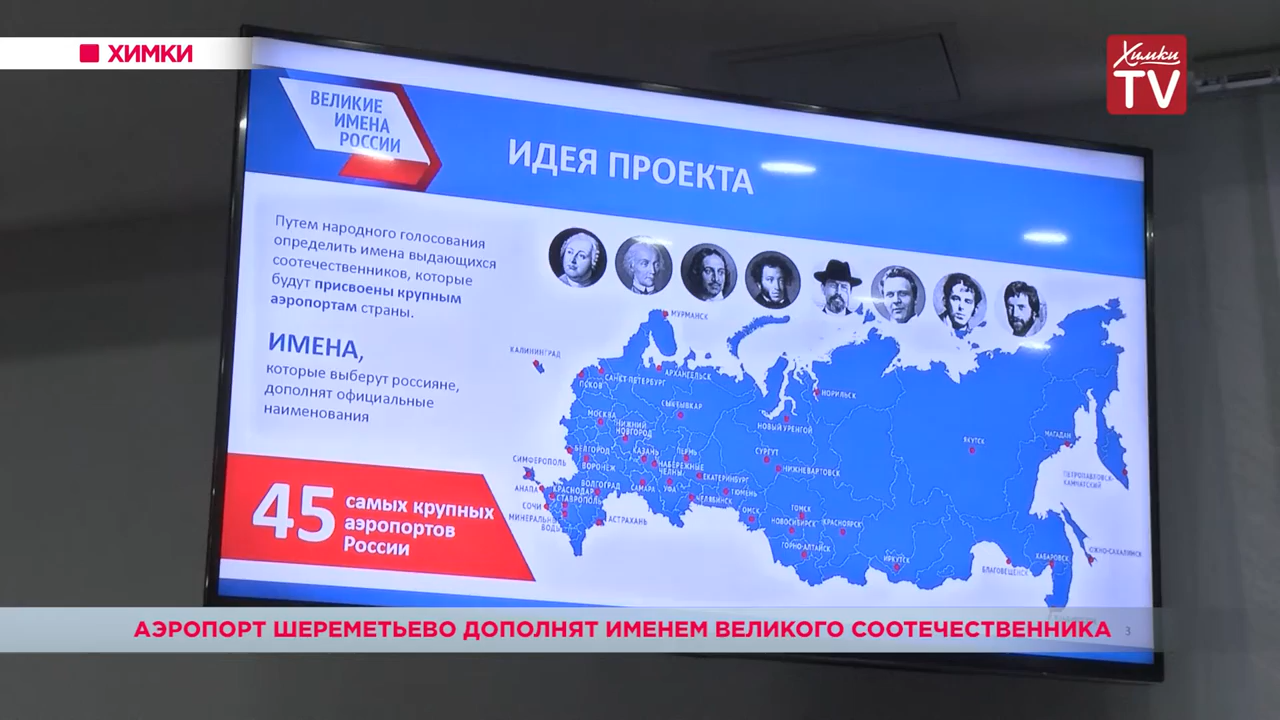 ХИМКИ
Химки
TV
ВЕЛИКИЕ
ИМЕНА
РОССИИ
ИДЕЯ ПРОЕКТА
Путем народного голосования
определить имена выдающихся
соотечественников, которые
будут присвоены крупным
аэропортам страны.
ИМЕНА,
которые выберут россияне,
дополнят официальные
наименования
45
самых крупных
аэропортов
России
МУРМАНСК
КАЛИНИНГРАД
АРХАНГЕЛЬСК
САНКТ-ПЕТЕРБУРГ
ПСКОВ
НОРИЛЬСК
СЫКТЫВКАР
МОСКВА
НИЖНИЙ
НОВГОРОД
НОВЫЙ УРЕНГОЙ
ЯКУТСК
МАГАДАН
БЕЛГОРОД
КАЗАНЬ
ПЕРМЬ
СУРГУТ
СИМФЕРОПОЛЬ
ВОРОНЕЖ
НАБЕРЕЖНЫЕ
ЧЕЛНЫ
НИЖНЕВАРТОВСК
ПЕТРОПАВЛОВСК-
КАМЧАТСКИЙ
ЕКАТЕРИНБУРГ
АНАПА
КРАСНОДАР
ВОЛГОГРАД
САМАРА
УФА
ТЮМЕНЬ
ЧЕЛЯБИНСК
СТАВРОПОЛЬ
СОЧИ
ОМСК
ТОМСК
МИНЕРАЛЬНЫЕ
ВОДЫ
АСТРАХАНЬ
НОВОСИБИРСК
КРАСНОЯРСК
ГОРНО-АЛТАЙСК
ИРКУТСК
БЛАГОВЕЩЕНСК
ХАБАРОВСК
ЮЖНО-САХАЛИНСК
АЭРОПОРТ ШЕРЕМЕТЬЕВО ДОПОЛНЯТ ИМЕНЕМ ВЕЛИКОГО СООТЕЧЕСТВЕННИКА
3